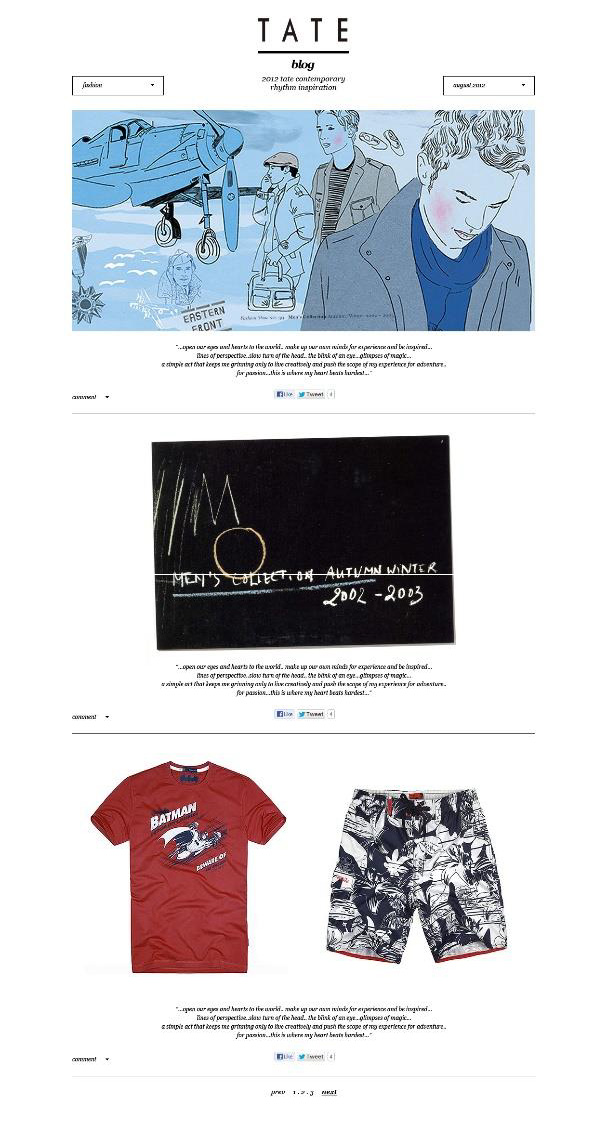 TATE
blog
2012 tate contemporary
rhythm inspiration
fashion
august 2012
EASTERN
FRONT
"...open our eyes and hearts to the world.. make up our own minds for experience and be inspired...
lines of perspective..slow turn of the head.. the blink of an eye...glimpses of magic...
a simple act that keeps me grinning only to live creatively and push the scope of my experience for adventure..
for passion...this is where my heart beats hardest..."
comment
Like Tweet 4
MEN'S COLLECTION AUTUMN WINTER
2002 - 2003
"...open our eyes and hearts to the world.. make up our own minds for experience and be inspired...
lines of perspective..slow turn of the head.. the blink of an eye...glimpses of magic...
a simple act that keeps me grinning only to live creatively and push the scope of my experience for adventure..
for passion...this is where my heart beats hardest..."
comment
Like Tweet 4
BATMAN
BEWARE OF
"...open our eyes and hearts to the world.. make up our own minds for experience and be inspired...
lines of perspective..slow turn of the head.. the blink of an eye...glimpses of magic...
a simple act that keeps me grinning only to live creatively and push the scope of my experience for adventure..
for passion...this is where my heart beats hardest..."
comment
Like Tweet 4
prev 1 . 2 . 3 next